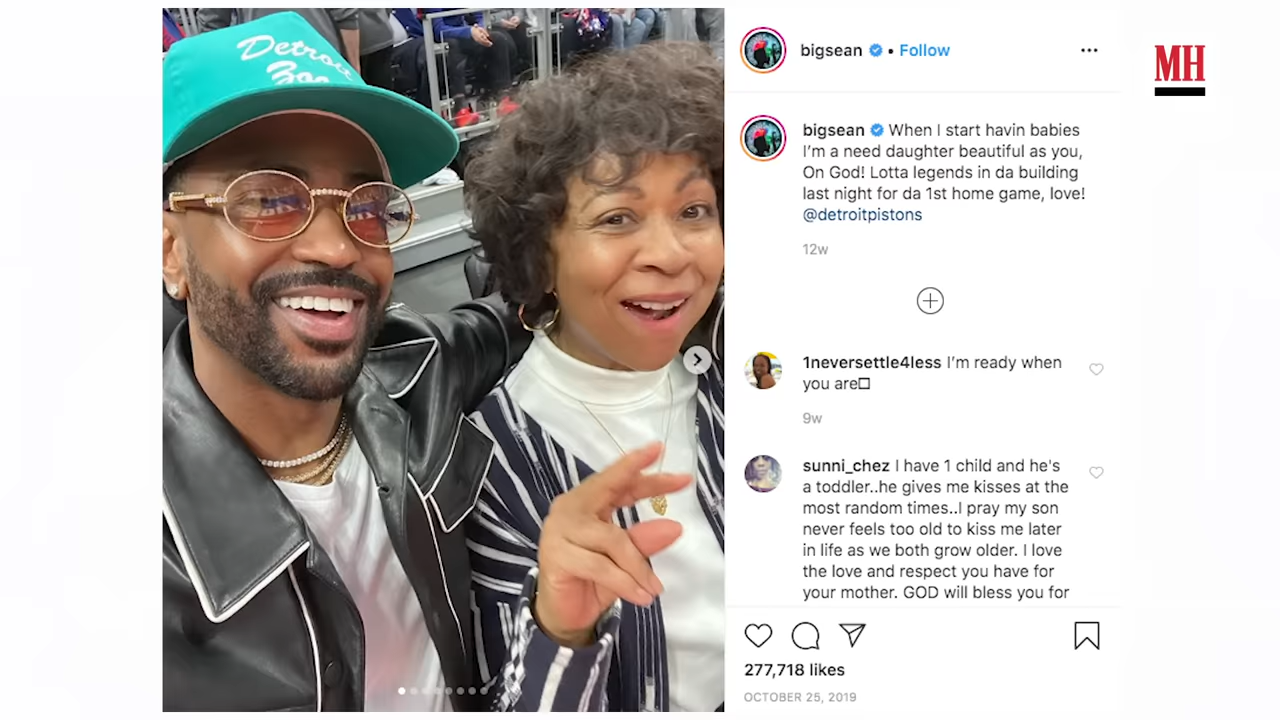 Detroit
Zoo
MH
bigsean • Follow
bigsean When I start havin babies
I'm a need daughter beautiful as you,
On God! Lotta legends in da building
last night for da 1st home game, love!
@detroitpistons
12w
1neversettle4less I'm ready when
you are□
9w
sunni_chez I have 1 child and he's
a toddler..he gives me kisses at the
most random times..I pray my son
never feels too old to kiss me later
in life as we both grow older. I love
the love and respect you have for
your mother. GOD will bless you for
277,718 likes
OCTOBER 25, 2019